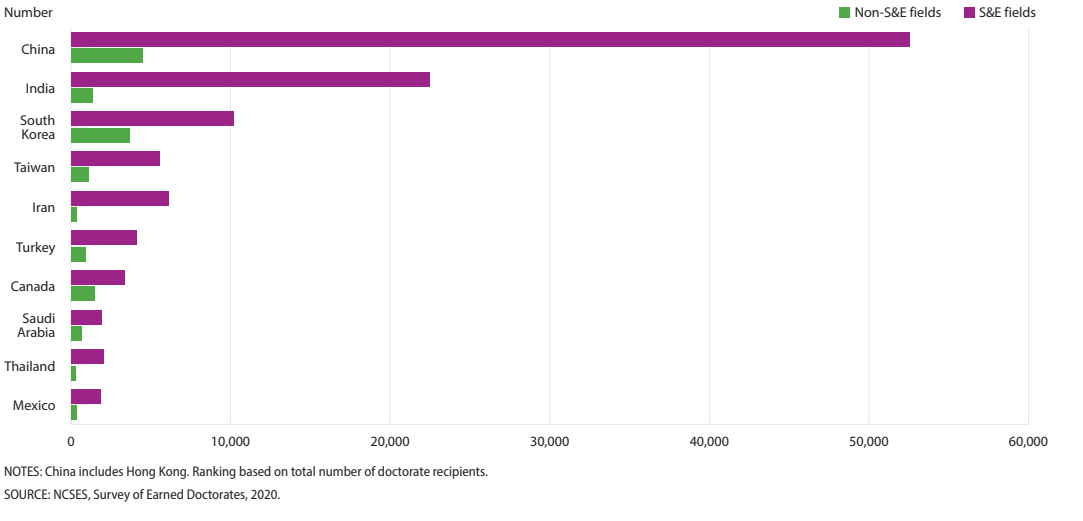 Number
Non-S&E fields
S&E fields
China
India
South
Korea
Taiwan
Iran
Turkey
Canada
Saudi
Arabia
Thailand
Mexico
0 10,000 20,000 30,000 40,000 50,000 60,000
NOTES: China includes Hong Kong. Ranking based on total number of doctorate recipients.
SOURCE: NCSES, Survey of Earned Doctorates, 2020.